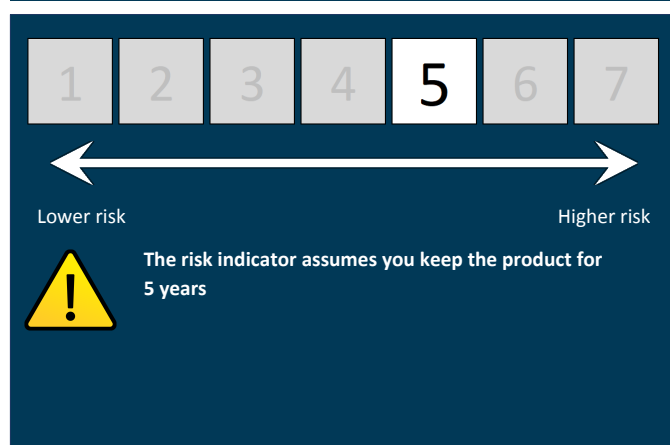 1 2 3 4 5 6 7
Lower risk Higher risk
The risk indicator assumes you keep the product for
5 years